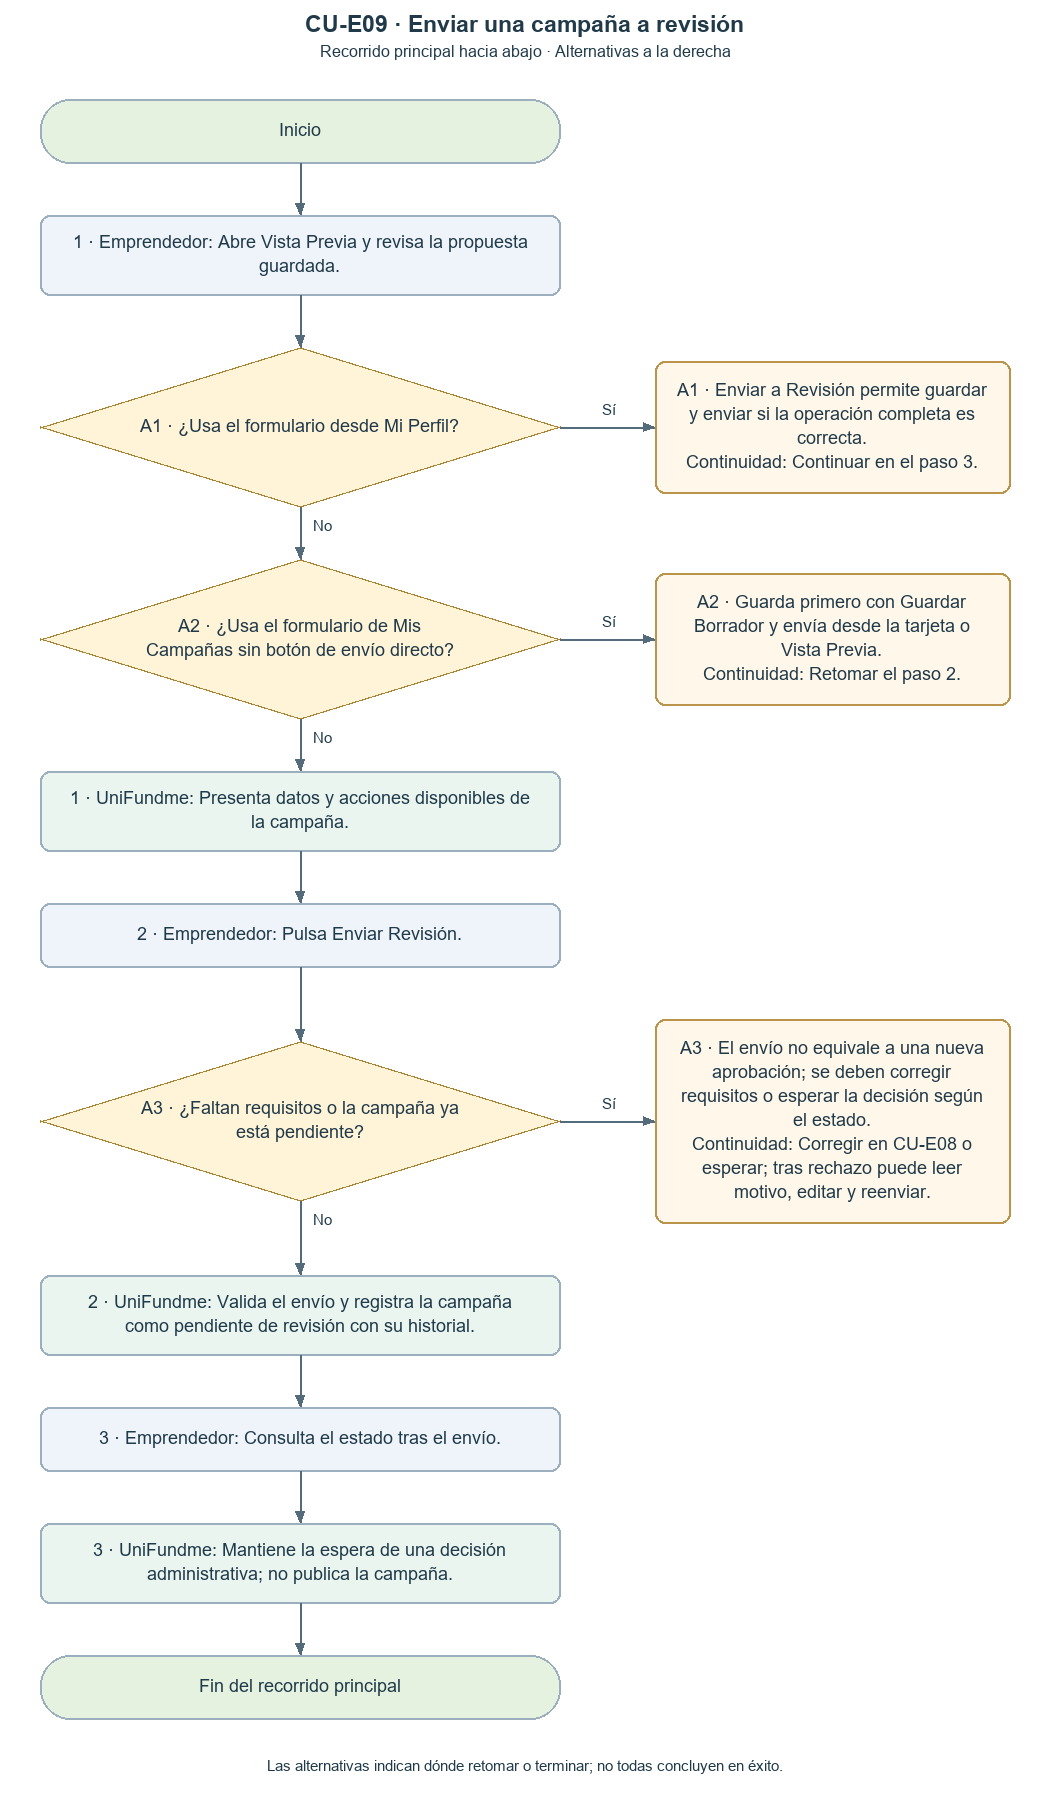 CU-E09 · Enviar una campaña a revisión
Recorrido principal hacia abajo · Alternativas a la derecha
Inicio
1 · Emprendedor: Abre Vista Previa y revisa la propuesta
guardada.
A1 · ¿Usa el formulario desde Mi Perfil?
Sí
A1 · Enviar a Revisión permite guardar
y enviar si la operación completa es
correcta.
Continuidad: Continuar en el paso 3.
No
A2 · ¿Usa el formulario de Mis
Campañas sin botón de envío directo?
Sí
A2 · Guarda primero con Guardar
Borrador y envía desde la tarjeta o
Vista Previa.
Continuidad: Retomar el paso 2.
No
1 · UniFundme: Presenta datos y acciones disponibles de
la campaña.
2 · Emprendedor: Pulsa Enviar Revisión.
A3 · ¿Faltan requisitos o la campaña ya
está pendiente?
Sí
A3 · El envío no equivale a una nueva
aprobación; se deben corregir
requisitos o esperar la decisión según
el estado.
Continuidad: Corregir en CU-E08 o
esperar; tras rechazo puede leer
motivo, editar y reenviar.
No
2 · UniFundme: Valida el envío y registra la campaña
como pendiente de revisión con su historial.
3 · Emprendedor: Consulta el estado tras el envío.
3 · UniFundme: Mantiene la espera de una decisión
administrativa; no publica la campaña.
Fin del recorrido principal
Las alternativas indican dónde retomar o terminar; no todas concluyen en éxito.